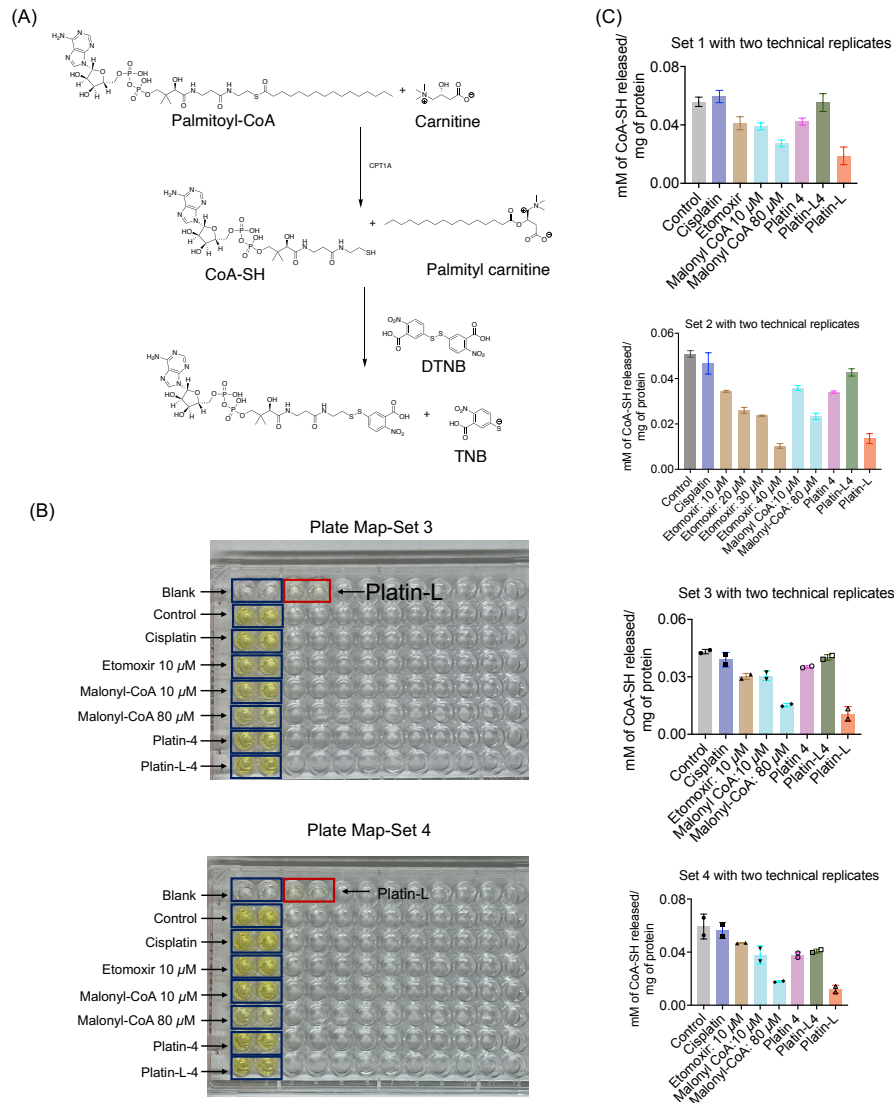 (A)
NH₂
H₂N
Palmitoyl-CoA
+
Carnitine
CPT1A
CoA-SH
+
Palmityl carnitine
DTNB
+
TNB
(B)
Plate Map-Set 3
Blank
Platin-L
Control
Cisplatin
Etomoxir 10 µM
Malonyl-CoA 10 µM
Malonyl-CoA 80 µM
Platin-4
Platin-L-4
Plate Map-Set 4
Blank
Platin-L
Control
Cisplatin
Etomoxir 10 µM
Malonyl-CoA 10 µM
Malonyl-CoA 80 µM
Platin-4
Platin-L-4
(C)
Set 1 with two technical replicates
mM of CoA-SH released/
mg of protein
0.08
0.04
0.00
Control
Cisplatin
Etomoxir
Malonyl CoA 10 µM
Malonyl CoA 80 µM
Platin 4
Platin-L4
Platin-L
Set 2 with two technical replicates
mM of CoA-SH released/
mg of protein
0.06
0.04
0.02
0.00
Control
Cisplatin
Etomoxir: 10 µM
Etomoxir: 20 µM
Etomoxir: 30 µM
Etomoxir: 40 µM
Malonyl CoA:10 µM
Malonyl-CoA: 80 µM
Platin 4
Platin-L4
Platin-L
Set 3 with two technical replicates
mM of CoA-SH released/
mg of protein
0.06
0.03
0.00
Control
Cisplatin
Etomoxir: 10 µM
Malonyl CoA:10 µM
Malonyl-CoA: 80 µM
Platin 4
Platin-L4
Platin-L
Set 4 with two technical replicates
mM of CoA-SH released/
mg of protein
0.08
0.04
0.00
Control
Cisplatin
Etomoxir: 10 µM
Malonyl CoA:10 µM
Malonyl-CoA: 80 µM
Platin 4
Platin-L4
Platin-L